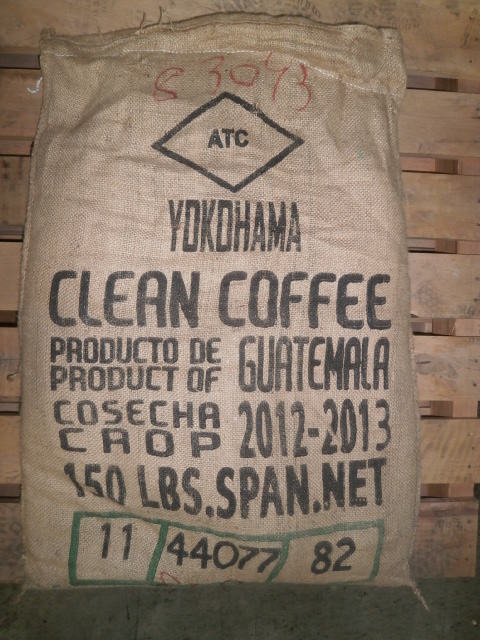 S 3043
ATC
YOKOHAMA
CLEAN COFFEE
PRODUCTO DE
PRODUCT OF
GUATEMALA
COSECHA
CROP
2012-2013
150 LBS.SPAN.NET
11 44077 82